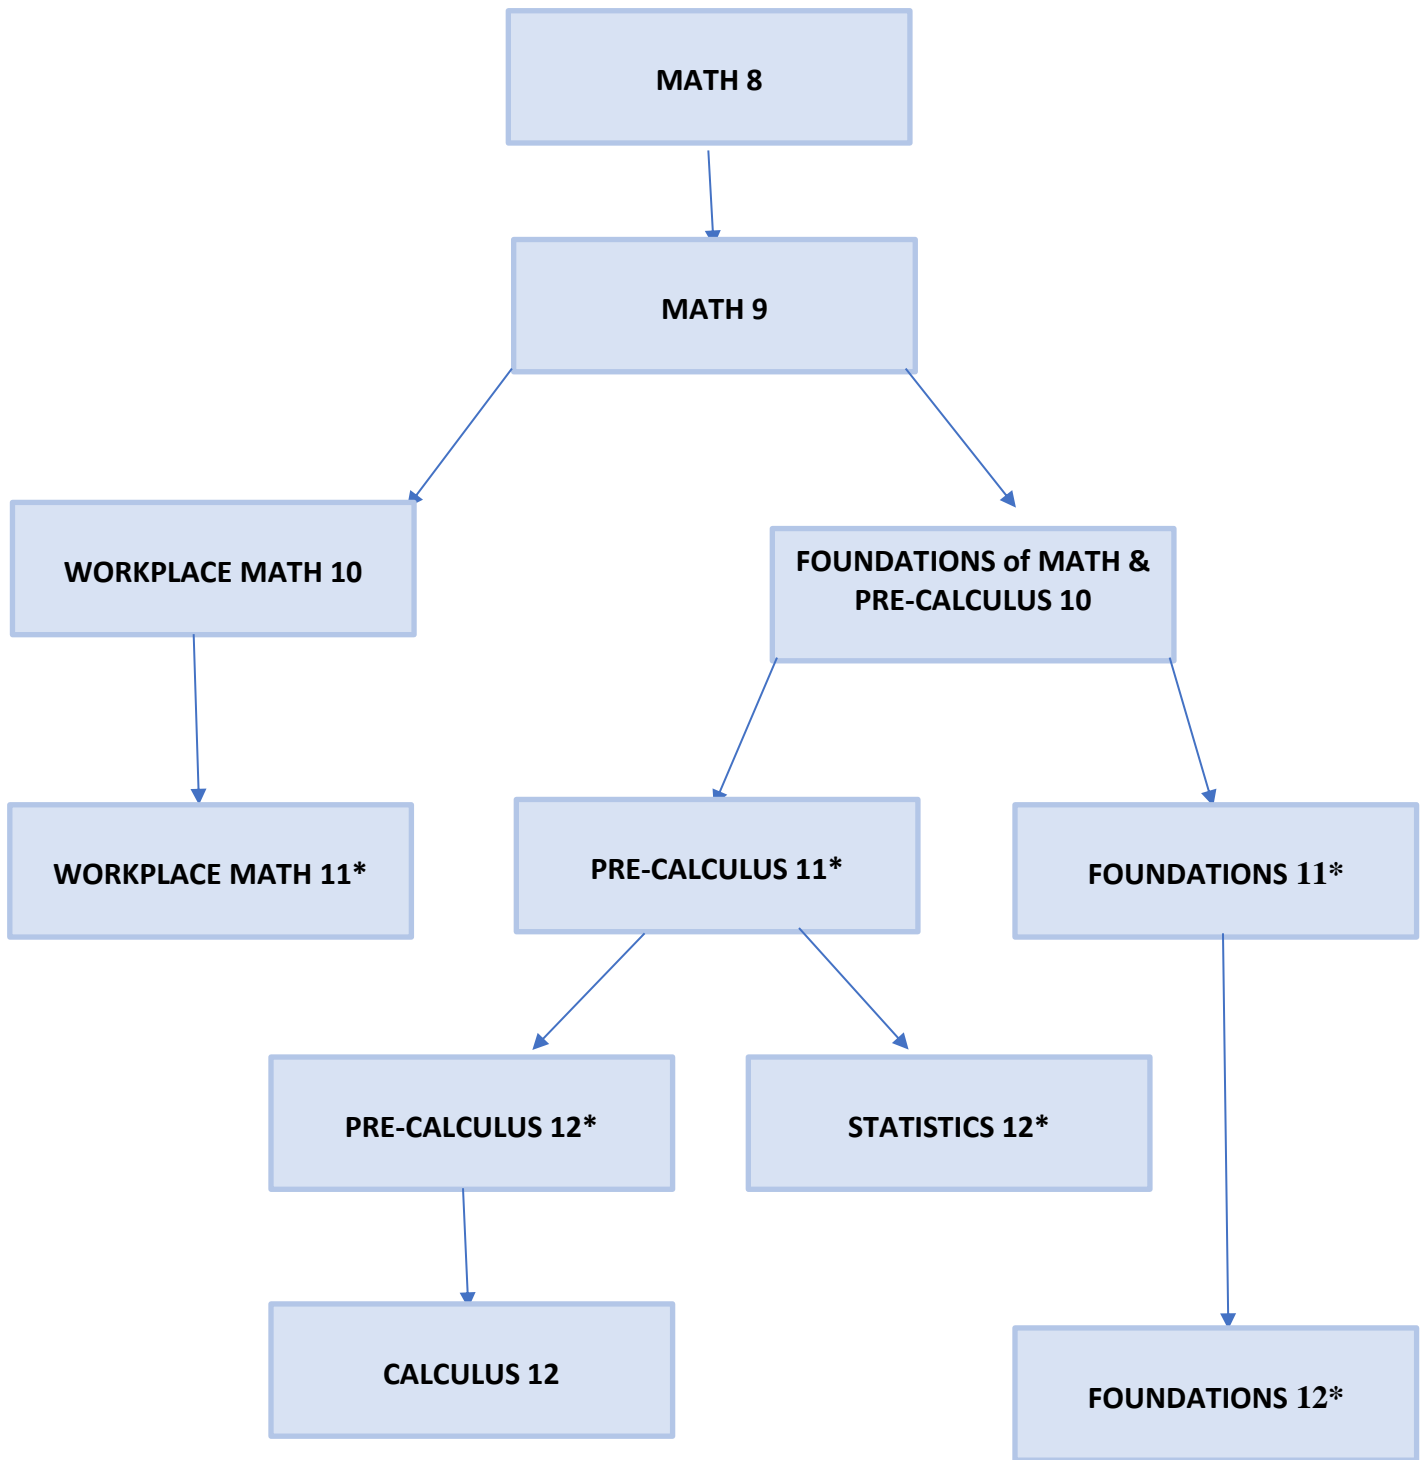 MATH 8
MATH 9
WORKPLACE MATH 10
FOUNDATIONS of MATH &
PRE-CALCULUS 10
WORKPLACE MATH 11*
PRE-CALCULUS 11*
FOUNDATIONS 11*
PRE-CALCULUS 12*
STATISTICS 12*
CALCULUS 12
FOUNDATIONS 12*